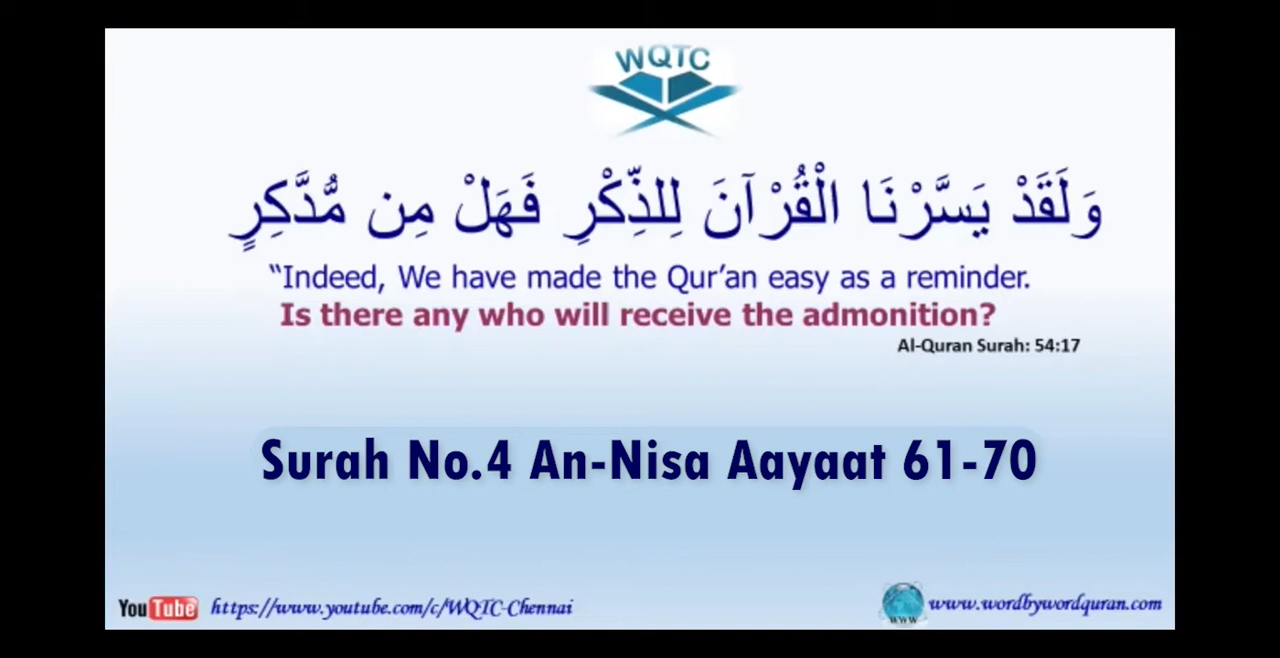 WQTC
وَلَقَدْ يَسَّرْنَا الْقُرْآنَ لِلذِّكْرِ فَهَلْ مِن مُّدَّكِرٍ
“Indeed, We have made the Qur’an easy as a reminder.
Is there any who will receive the admonition?
Al-Quran Surah: 54:17
Surah No.4 An-Nisa Aayaat 61-70
YouTube https://www.youtube.com/c/WQTC-Chennai
www www.wordbywordquran.com